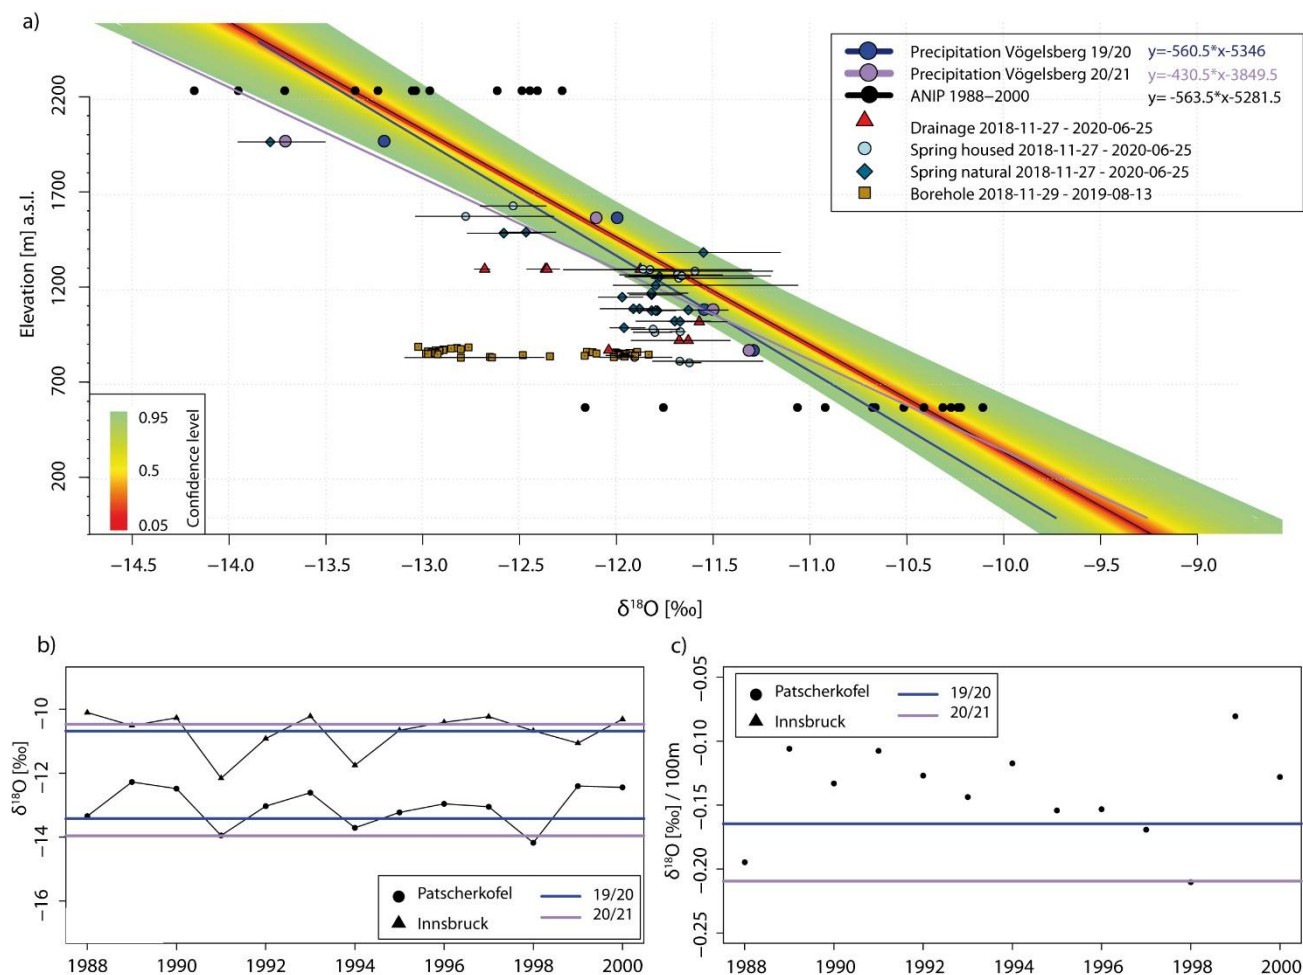 a)
Precipitation Vögelsberg 19/20 y=-560.5*x-5346
Precipitation Vögelsberg 20/21 y=-430.5*x-3849.5
ANIP 1988–2000 y= -563.5*x-5281.5
Drainage 2018-11-27 - 2020-06-25
Spring housed 2018-11-27 - 2020-06-25
Spring natural 2018-11-27 - 2020-06-25
Borehole 2018-11-29 - 2019-08-13
Elevation [m] a.s.l.
2200
1700
1200
700
200
0.95
0.5
0.05
Confidence level
−14.5 −14.0 −13.5 −13.0 −12.5 −12.0 −11.5 −11.0 −10.5 −10.0 −9.5 −9.0
δ18O [‰]
b)
δ18O [‰]
−10
−12
−14
−16
Patscherkofel 19/20
Innsbruck 20/21
1988 1990 1992 1994 1996 1998 2000
c)
δ18O [‰] / 100m
−0.05
−0.10
−0.15
−0.20
−0.25
Patscherkofel 19/20
Innsbruck 20/21
1988 1990 1992 1994 1996 1998 2000